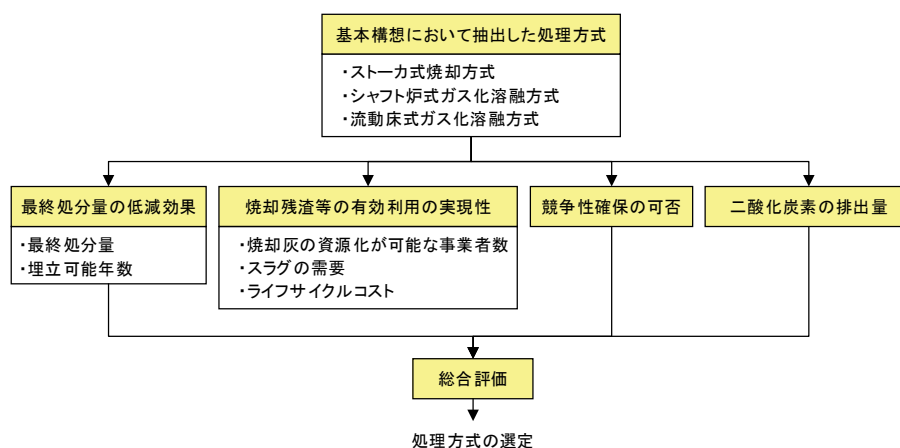 基本構想において抽出した処理方式
・ストーカ式焼却方式
・シャフト炉式ガス化溶融方式
・流動床式ガス化溶融方式
最終処分量の低減効果
・最終処分量
・埋立可能年数
焼却残渣等の有効利用の実現性
・焼却灰の資源化が可能な事業者数
・スラグの需要
・ライフサイクルコスト
競争性確保の可否
二酸化炭素の排出量
総合評価
処理方式の選定